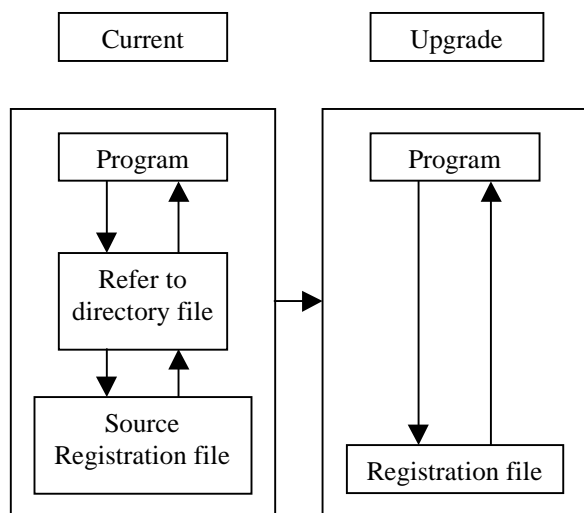 Current
Upgrade
Program
Refer to
directory file
Source
Registration file
Program
Registration file